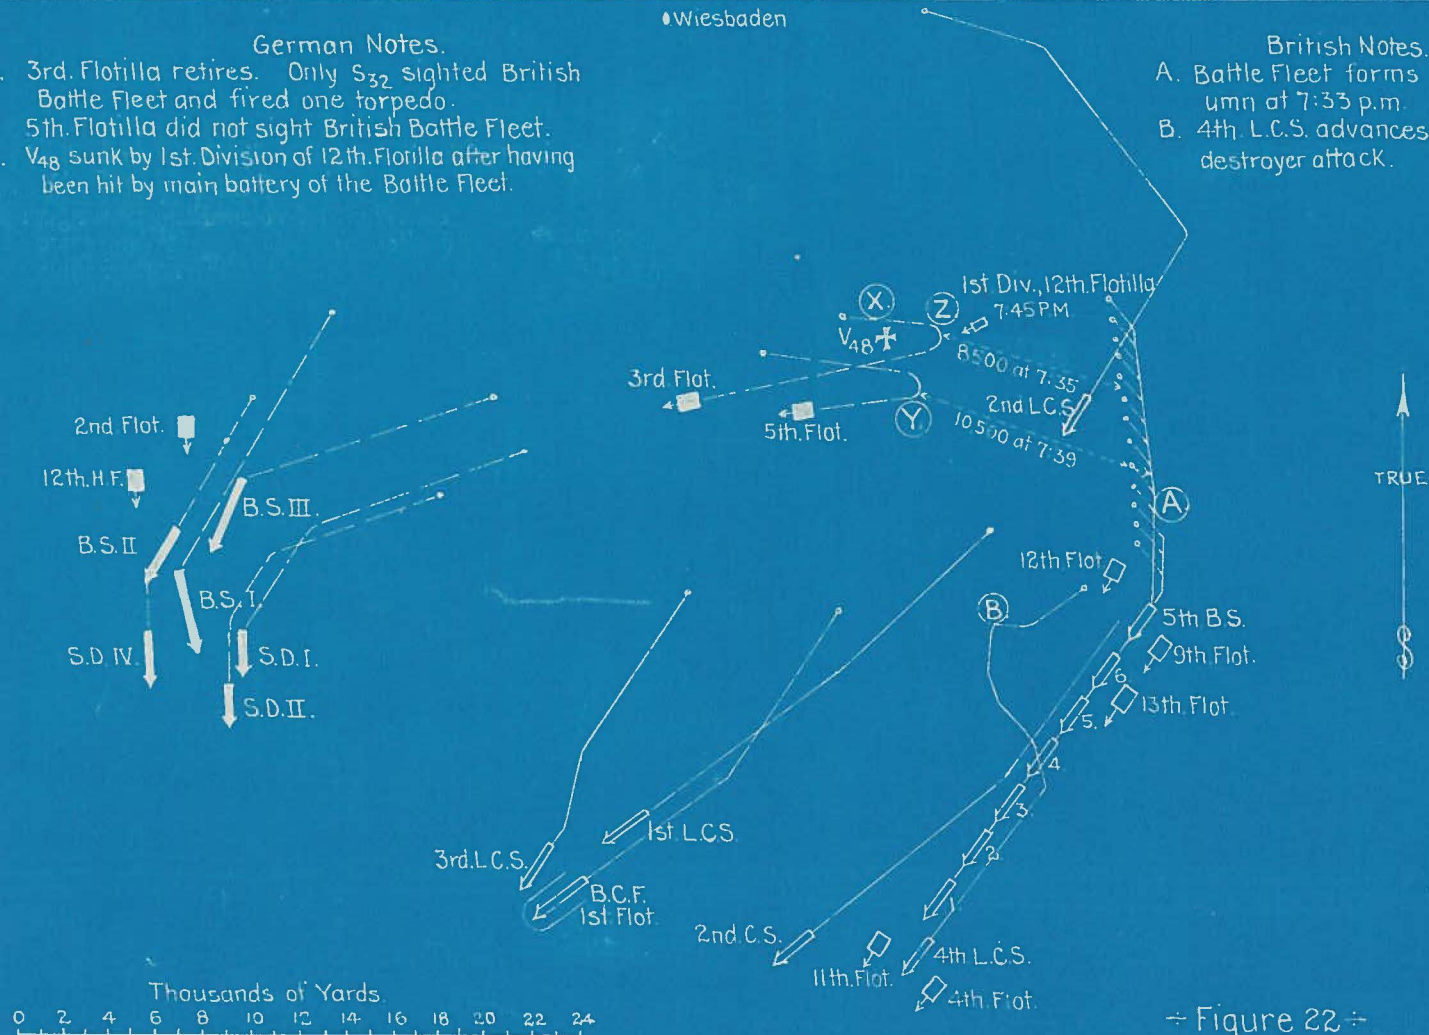 Wiesbaden
German Notes.
. 3rd. Flotilla retires. Only S32 sighted British
Battle Fleet and fired one torpedo.
5th. Flotilla did not sight British Battle Fleet.
. V48 sunk by 1st. Division of 12th. Flotilla after having
been hit by main battery of the Battle Fleet.
British Notes.
A. Battle Fleet forms
umn at 7:33 p.m.
B. 4th. L.C.S. advances
destroyer attack.
1st Div., 12th. Flotilla
7:45 PM
X
Z
V48
8500 at 7:35
3rd. Flot.
2nd L.C.S.
5th. Flot.
Y
10500 at 7:39
2nd Flot.
12th. H.F.
B.S. III.
B.S. II
B.S. I.
S.D. IV.
S.D. I.
S.D. II.
TRUE
A
12th Flot.
B
5th B.S.
9th Flot.
6.
13th. Flot.
5.
4.
3.
2.
1st. L.C.S.
3rd. L.C.S.
B.C.F.
1st Flot.
2nd. C.S.
4th L.C.S.
11th. Flot.
4th. Flot.
Thousands of Yards.
0 2 4 6 8 10 12 14 16 18 20 22 24
÷ Figure 22 ÷